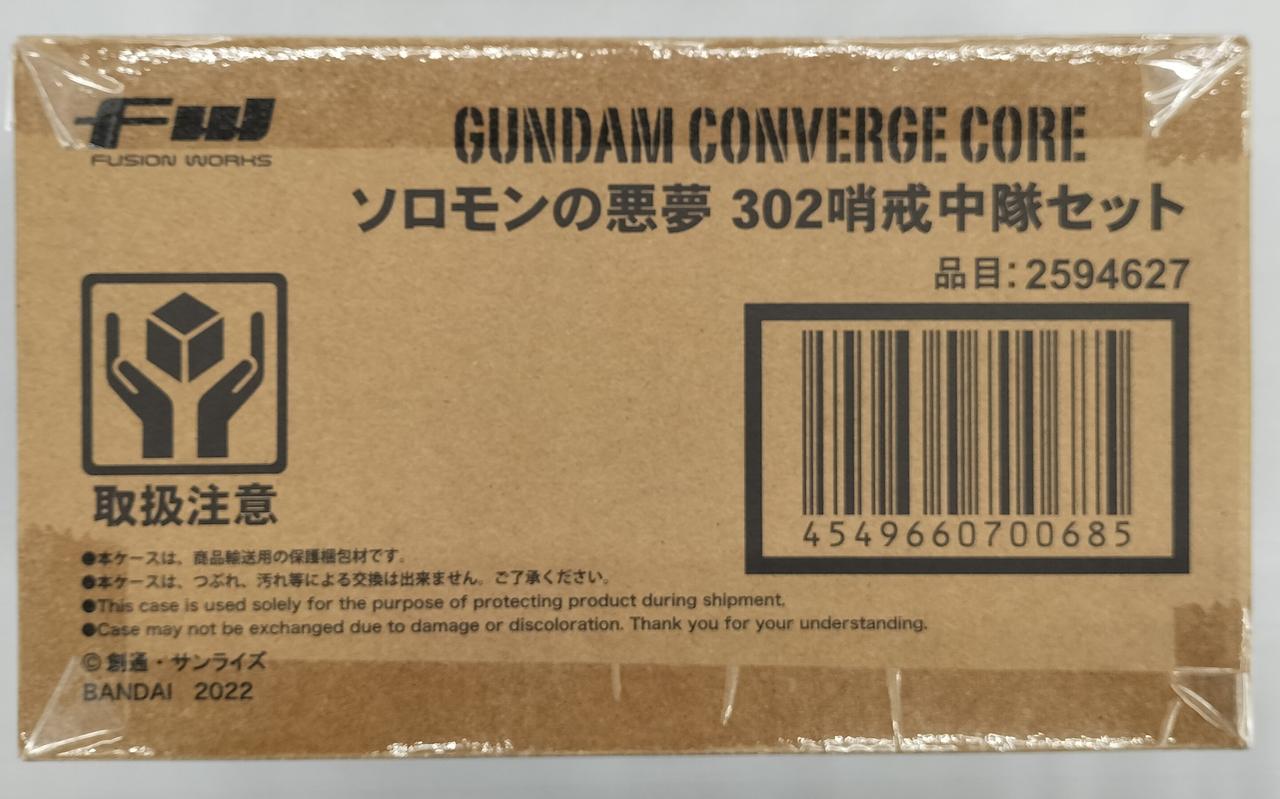 FW
FUSION WORKS
GUNDAM CONVERGE CORE
ソロモンの悪夢 302哨戒中隊セット
品目:2594627
4549660700685
取扱注意
●本ケースは、商品輸送用の保護梱包材です。
●本ケースは、つぶれ、汚れ等による交換は出来ません。ご了承ください。
●This case is used solely for the purpose of protecting product during shipment.
●Case may not be exchanged due to damage or discoloration. Thank you for your understanding.
©創通・サンライズ
BANDAI 2022